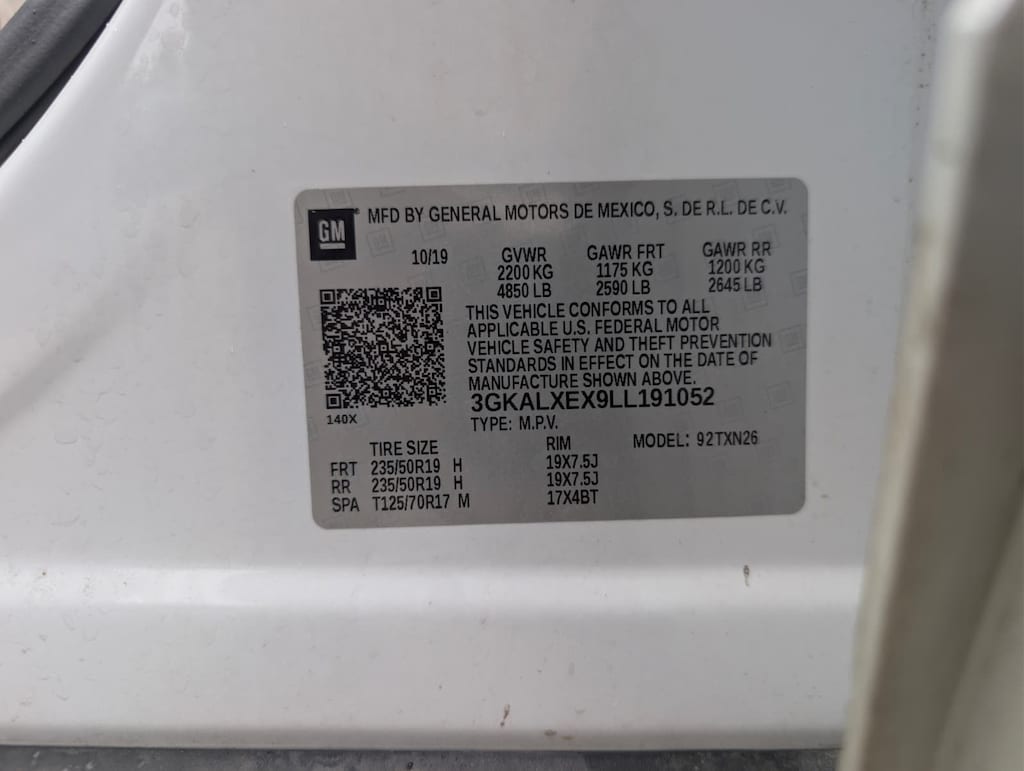 GM
MFD BY GENERAL MOTORS DE MEXICO, S. DE R.L. DE C.V.
10/19 GVWR GAWR FRT GAWR RR
2200 KG 1175 KG 1200 KG
4850 LB 2590 LB 2645 LB
THIS VEHICLE CONFORMS TO ALL
APPLICABLE U.S. FEDERAL MOTOR
VEHICLE SAFETY AND THEFT PREVENTION
STANDARDS IN EFFECT ON THE DATE OF
MANUFACTURE SHOWN ABOVE.
3GKALXEX9LL191052
140X
TYPE: M.P.V.
TIRE SIZE RIM MODEL: 92TXN26
FRT 235/50R19 H 19X7.5J
RR 235/50R19 H 19X7.5J
SPA T125/70R17 M 17X4BT